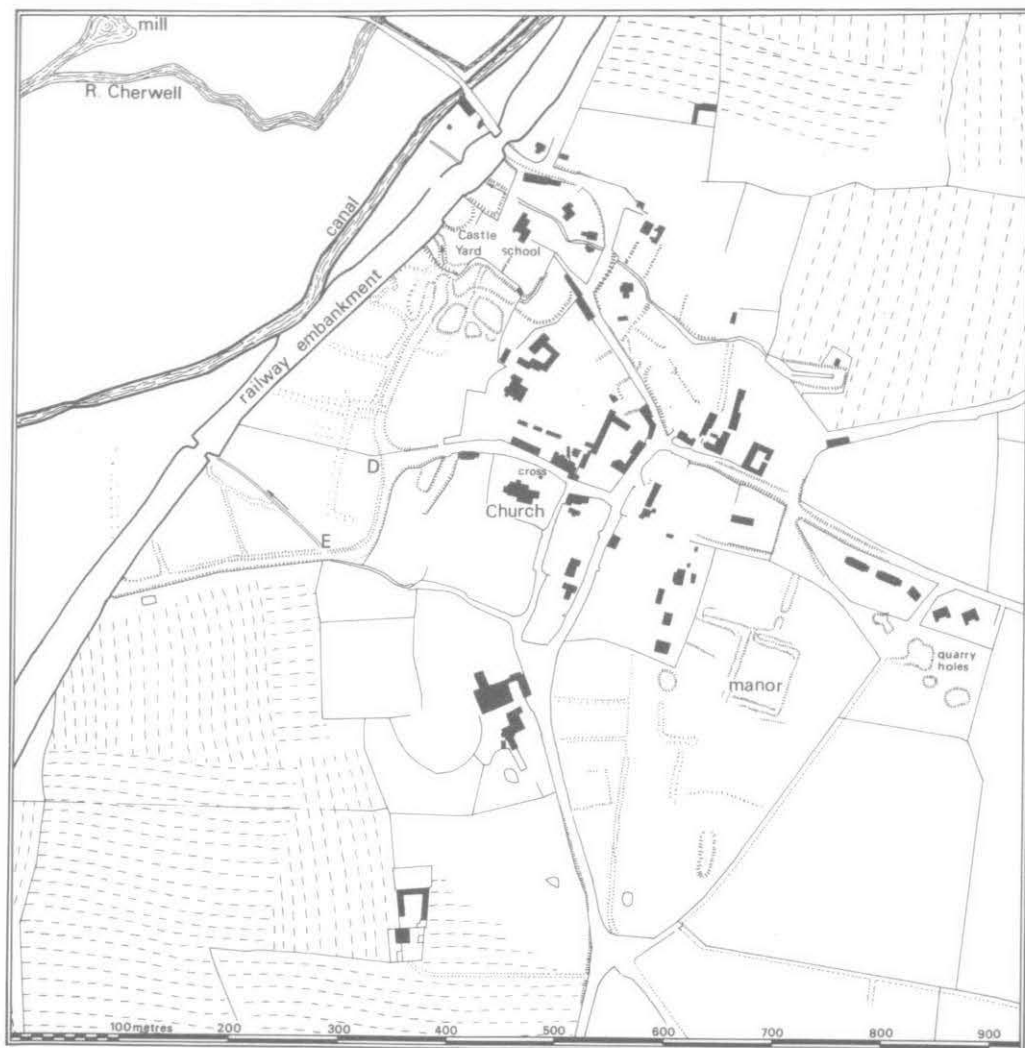 mill
R. Cherwell
canal
railway embankment
Castle
Yard school
D
cross
Church
E
quarry
holes
manor
100metres 200 300 400 500 600 700 800 900